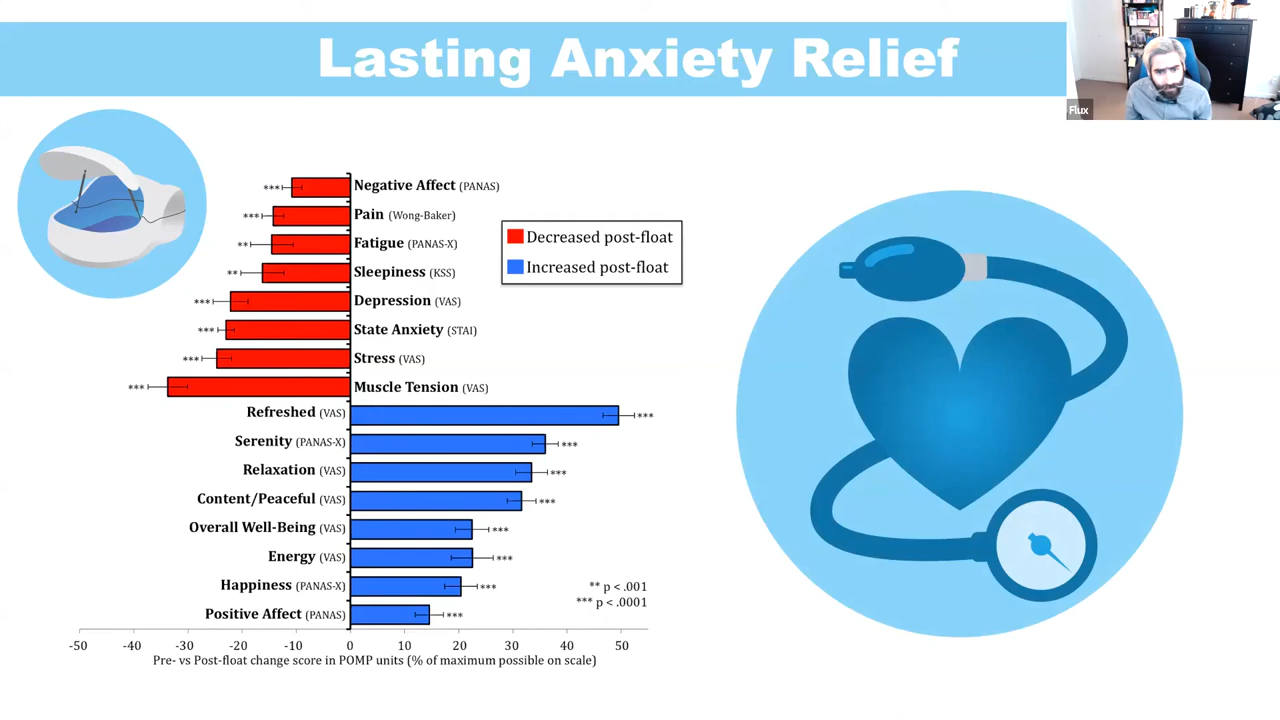 Lasting Anxiety Relief
Flux
*** Negative Affect (PANAS)
*** Pain (Wong-Baker)
** Fatigue (PANAS-X)
** Sleepiness (KSS)
*** Depression (VAS)
*** State Anxiety (STAI)
*** Stress (VAS)
*** Muscle Tension (VAS)
Decreased post-float
Increased post-float
Refreshed (VAS) ***
Serenity (PANAS-X) ***
Relaxation (VAS) ***
Content/Peaceful (VAS) ***
Overall Well-Being (VAS) ***
Energy (VAS) ***
Happiness (PANAS-X) ***
Positive Affect (PANAS) ***
** p < .001
*** p < .0001
-50 -40 -30 -20 -10 0 10 20 30 40 50
Pre- vs Post-float change score in POMP units (% of maximum possible on scale)